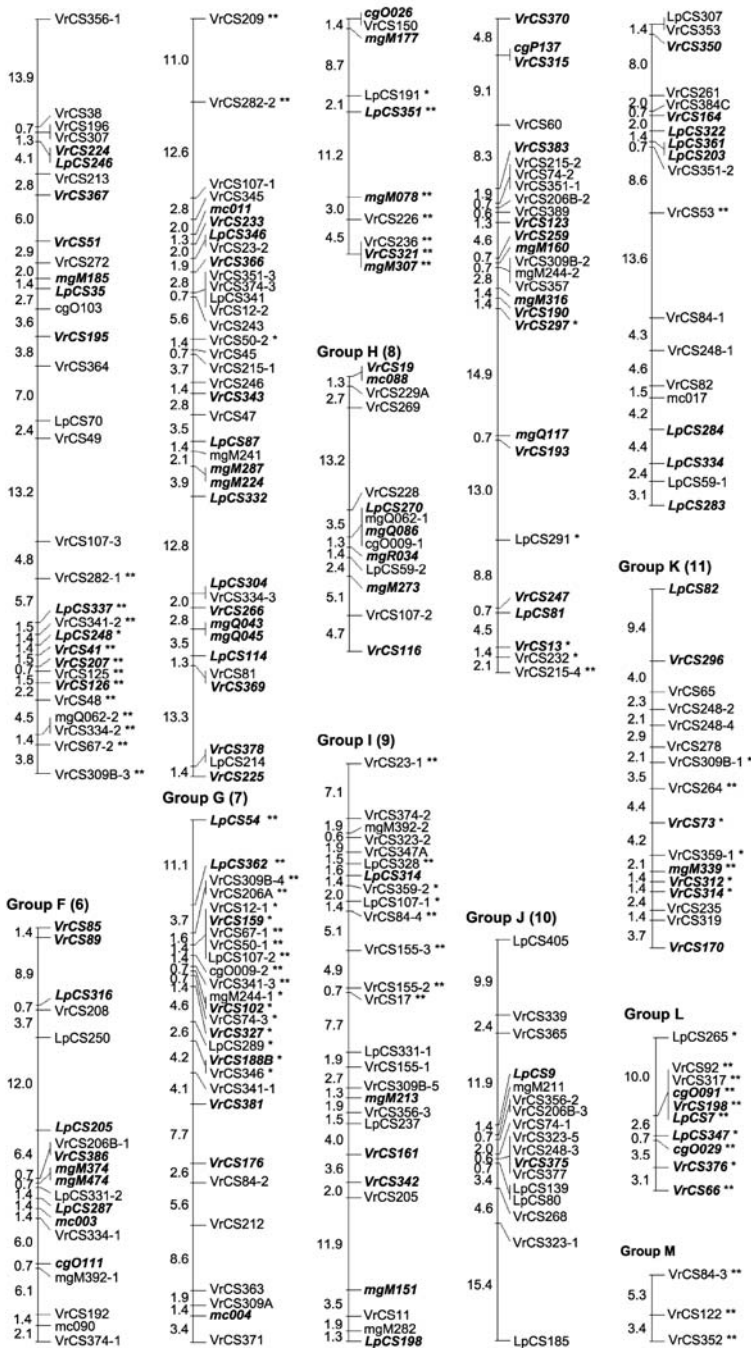 VrCS356-1
13.9
VrCS38
0.7 VrCS196
1.3 VrCS307
VrCS224
4.1 LpCS246
2.8 VrCS213
VrCS367
6.0
VrCS51
2.9
VrCS272
2.0
mgM185
1.4
LpCS35
2.7
cgO103
3.6
VrCS195
3.8
VrCS364
7.0
LpCS70
2.4
VrCS49
13.2
VrCS107-3
4.8
VrCS282-1 **
5.7
LpCS337 **
1.5
VrCS341-2 **
1.4
LpCS248 *
1.4
VrCS41 **
1.5
VrCS207 **
0.7
VrCS125 **
1.5
VrCS126 **
2.2
VrCS48 **
4.5
mgQ062-2 **
VrCS334-2 **
1.4
VrCS67-2 **
3.8
VrCS309B-3 **
Group F (6)
VrCS85
1.4
VrCS89
8.9
LpCS316
0.7
VrCS208
3.7
LpCS250
12.0
LpCS205
6.4
VrCS206B-1
VrCS386
0.7
mgM374
0.7
mgM474
1.4
LpCS331-2
1.4
LpCS287
1.4
mc003
VrCS334-1
6.0
cgO111
0.7
mgM392-1
6.1
VrCS192
1.4
mc090
2.1
VrCS374-1
VrCS209 **
11.0
VrCS282-2 **
12.6
VrCS107-1
VrCS345
2.8
mc011
2.0
VrCS233
1.3
LpCS346
2.0
VrCS23-2
1.9
VrCS366
2.8
VrCS351-3
VrCS374-3
0.7
LpCS341
VrCS12-2
5.6
VrCS243
1.4
VrCS50-2 *
0.7
VrCS45
3.7
VrCS215-1
1.4
VrCS246
VrCS343
2.8
VrCS47
3.5
LpCS87
1.4
mgM241
2.1
mgM287
3.9
mgM224
LpCS332
12.8
LpCS304
VrCS334-3
2.0
VrCS266
2.8
mgQ043
3.5
mgQ045
LpCS114
1.3
VrCS81
VrCS369
13.3
VrCS378
LpCS214
1.4
VrCS225
Group G (7)
LpCS54 **
11.1
LpCS362 **
VrCS309B-4 **
VrCS206A **
3.7
VrCS12-1 *
VrCS159 *
1.6
VrCS67-1 **
1.4
VrCS50-1 **
1.4
LpCS107-2 **
0.7
cgO009-2 **
0.7
VrCS341-3 **
1.4
mgM244-1 *
4.6
VrCS102 *
VrCS74-3 *
2.6
VrCS327 *
LpCS289 *
4.2
VrCS188B *
VrCS346 *
4.1
VrCS341-1
VrCS381
7.7
VrCS176
2.6
VrCS84-2
5.6
VrCS212
8.6
VrCS363
1.9
VrCS309A
1.4
mc004
3.4
VrCS371
cgO026
1.4
VrCS150
mgM177
8.7
LpCS191 *
2.1
LpCS351 **
11.2
mgM078 **
3.0
VrCS226 **
4.5
VrCS236 **
VrCS321 **
mgM307 **
Group H (8)
VrCS19
mc088
1.3
VrCS229A
2.7
VrCS269
13.2
VrCS228
LpCS270
mgQ062-1
3.5
mgQ086
1.3
cgO009-1
1.4
mgR034
2.4
LpCS59-2
mgM273
5.1
VrCS107-2
4.7
VrCS116
Group I (9)
VrCS23-1 **
7.1
VrCS374-2
1.9
mgM392-2
0.6
VrCS323-2
1.9
VrCS347A
1.5
LpCS328 **
1.6
LpCS314
1.4
VrCS359-2 *
2.0
LpCS107-1 *
1.4
VrCS84-4 **
5.1
VrCS155-3 **
4.9
VrCS155-2 **
0.7
VrCS17 **
7.7
LpCS331-1
1.9
VrCS155-1
2.7
VrCS309B-5
1.3
mgM213
1.9
VrCS356-3
1.5
LpCS237
4.0
VrCS161
3.6
VrCS342
2.0
VrCS205
11.9
mgM151
3.5
VrCS11
1.9
mgM282
1.3
LpCS198
VrCS370
4.8
cgP137
VrCS315
9.1
VrCS60
8.3
VrCS383
VrCS215-2
VrCS74-2
1.9
VrCS351-1
0.7
VrCS206B-2
0.6
VrCS389
1.3
VrCS123
4.6
VrCS259
0.7
mgM160
0.7
VrCS309B-2
2.8
mgM244-2
VrCS357
1.4
mgM316
1.4
VrCS190
VrCS297 *
14.9
mgQ117
0.7
VrCS193
13.0
LpCS291 *
8.8
VrCS247
0.7
LpCS81
4.5
VrCS13 *
1.4
VrCS232 *
2.1
VrCS215-4 **
Group J (10)
LpCS405
9.9
VrCS339
2.4
VrCS365
11.9
LpCS9
mgM211
VrCS356-2
VrCS206B-3
1.4
VrCS74-1
0.7
VrCS323-5
2.0
VrCS248-3
0.6
VrCS375
0.7
VrCS377
3.4
LpCS139
LpCS80
4.6
VrCS268
VrCS323-1
15.4
LpCS185
LpCS307
1.4
VrCS353
VrCS350
8.0
VrCS261
2.0
VrCS384C
0.7
VrCS164
2.0
LpCS322
0.7
LpCS361
LpCS203
VrCS351-2
8.6
VrCS53 **
13.6
VrCS84-1
4.3
VrCS248-1
4.6
VrCS82
1.5
mc017
4.2
LpCS284
4.4
LpCS334
2.4
LpCS59-1
3.1
LpCS283
Group K (11)
LpCS82
9.4
VrCS296
4.0
VrCS65
2.3
VrCS248-2
2.1
VrCS248-4
2.9
VrCS278
2.1
VrCS309B-1 *
3.5
VrCS264 **
4.4
VrCS73 *
4.2
VrCS359-1 *
2.1
mgM339 **
1.4
VrCS312 *
1.4
VrCS314 *
2.4
VrCS235
1.4
VrCS319
3.7
VrCS170
Group L
LpCS265 *
10.0
VrCS92 **
VrCS317 **
cgO091 **
VrCS198 **
2.6
LpCS7 **
0.7
LpCS347 *
cgO029 **
3.5
VrCS376 *
3.1
VrCS66 **
Group M
VrCS84-3 **
5.3
VrCS122 **
3.4
VrCS352 **